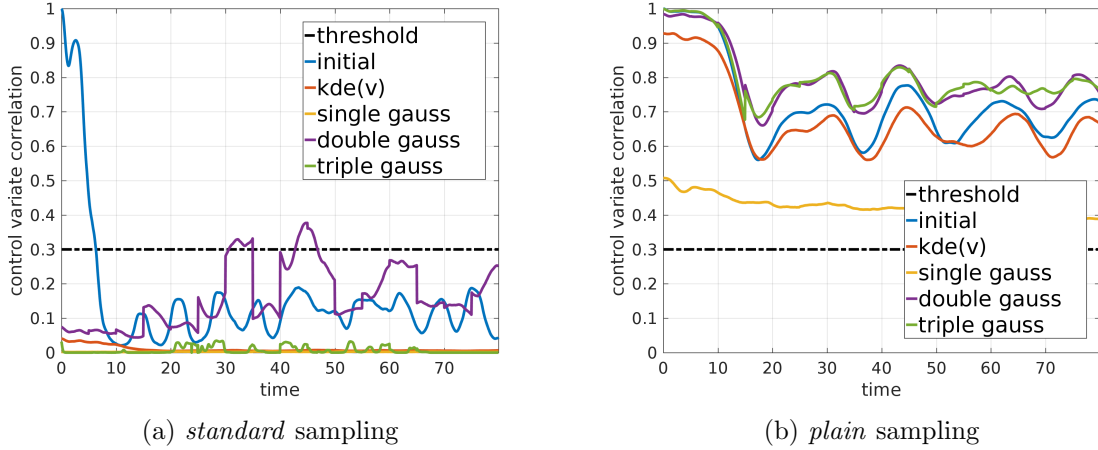 control variate correlation
1
0.9
0.8
0.7
0.6
0.5
0.4
0.3
0.2
0.1
0
0 10 20 30 40 50 60 70
time
threshold
initial
kde(v)
single gauss
double gauss
triple gauss
(a) standard sampling
control variate correlation
1
0.9
0.8
0.7
0.6
0.5
0.4
0.3
0.2
0.1
0
0 10 20 30 40 50 60 70
time
threshold
initial
kde(v)
single gauss
double gauss
triple gauss
(b) plain sampling